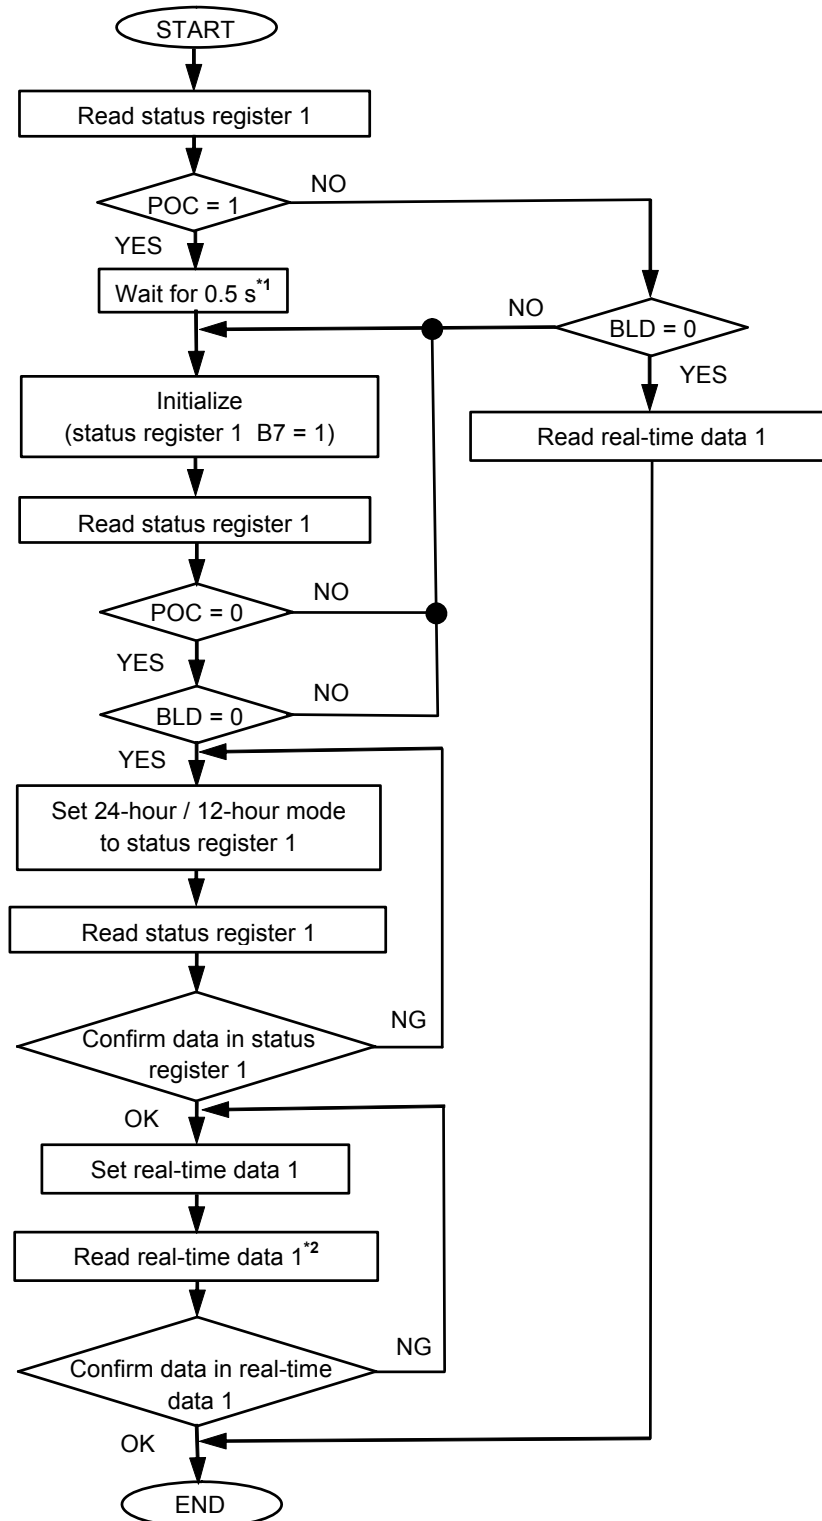 START
Read status register 1
NO
POC = 1
YES
Wait for 0.5 s*1
NO
BLD = 0
YES
Initialize
(status register 1 B7 = 1)
Read real-time data 1
Read status register 1
NO
POC = 0
YES
NO
BLD = 0
YES
Set 24-hour / 12-hour mode
to status register 1
Read status register 1
NG
Confirm data in status
register 1
OK
Set real-time data 1
Read real-time data 1*2
NG
Confirm data in real-time
data 1
OK
END